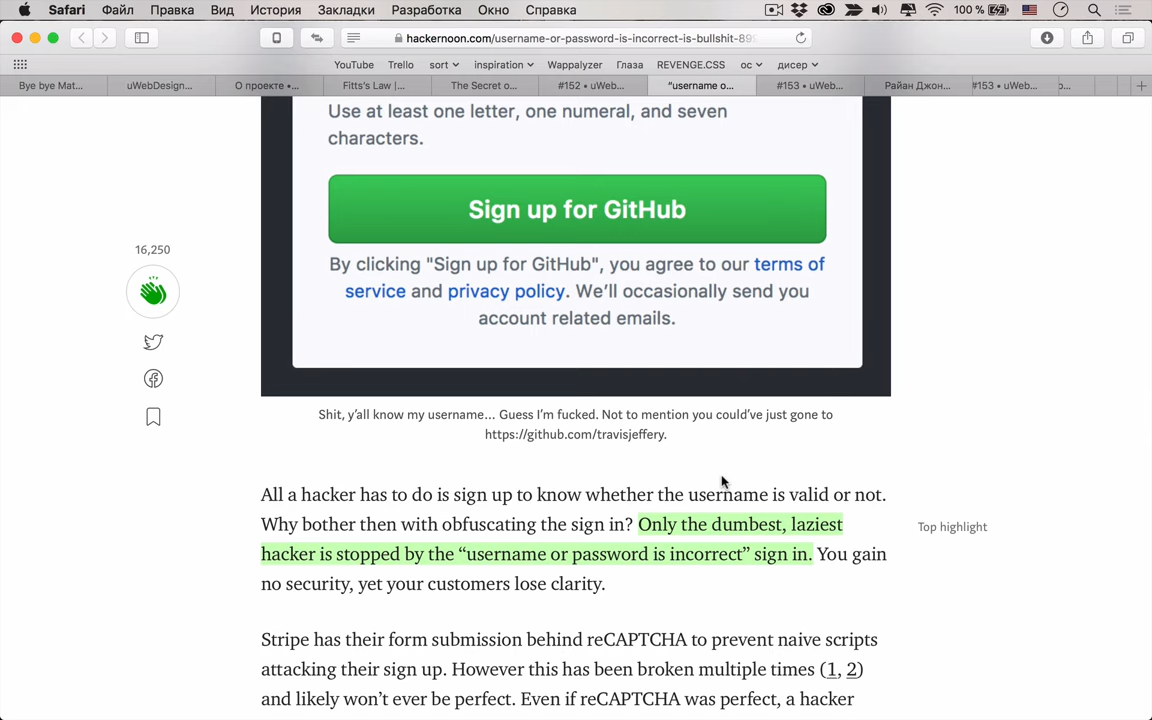 Safari Файл Правка Вид История Закладки Разработка Окно Справка 100 %
hackernoon.com/username-or-password-is-incorrect-is-bullshit-89
YouTube Trello sort inspiration Wappalyzer Глаза REVENGE.CSS ос дисер
Bye bye Mat... uWebDesign... О проекте •... Fitts's Law |... The Secret o... #152 • uWeb... “username o... #153 • uWeb... Райан Джон... #153 • uWeb...
Use at least one letter, one numeral, and seven
characters.
Sign up for GitHub
By clicking "Sign up for GitHub", you agree to our terms of
service and privacy policy. We’ll occasionally send you
account related emails.
16,250
Shit, y’all know my username… Guess I’m fucked. Not to mention you could’ve just gone to
https://github.com/travisjeffery.
All a hacker has to do is sign up to know whether the username is valid or not.
Why bother then with obfuscating the sign in? Only the dumbest, laziest
Top highlight
hacker is stopped by the “username or password is incorrect” sign in. You gain
no security, yet your customers lose clarity.
Stripe has their form submission behind reCAPTCHA to prevent naive scripts
attacking their sign up. However this has been broken multiple times (1, 2)
and likely won’t ever be perfect. Even if reCAPTCHA was perfect, a hacker